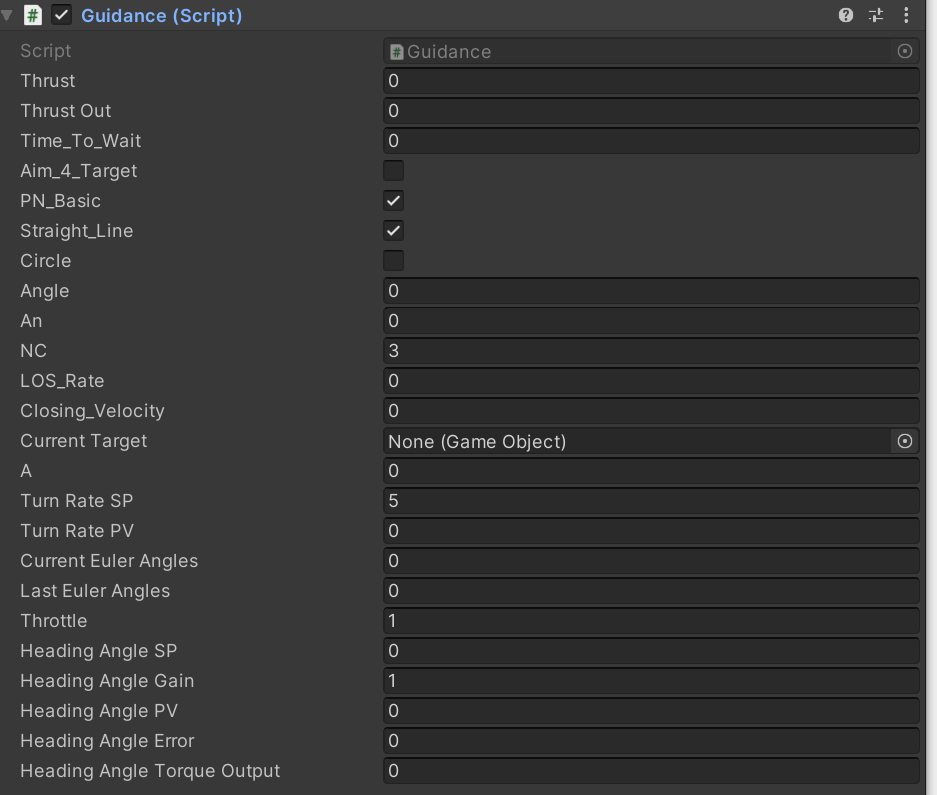 # Guidance (Script) ?
Script # Guidance
Thrust 0
Thrust Out 0
Time_To_Wait 0
Aim_4_Target
PN_Basic
Straight_Line
Circle
Angle 0
An 0
NC 3
LOS_Rate 0
Closing_Velocity 0
Current Target None (Game Object)
A 0
Turn Rate SP 5
Turn Rate PV 0
Current Euler Angles 0
Last Euler Angles 0
Throttle 1
Heading Angle SP 0
Heading Angle Gain 1
Heading Angle PV 0
Heading Angle Error 0
Heading Angle Torque Output 0